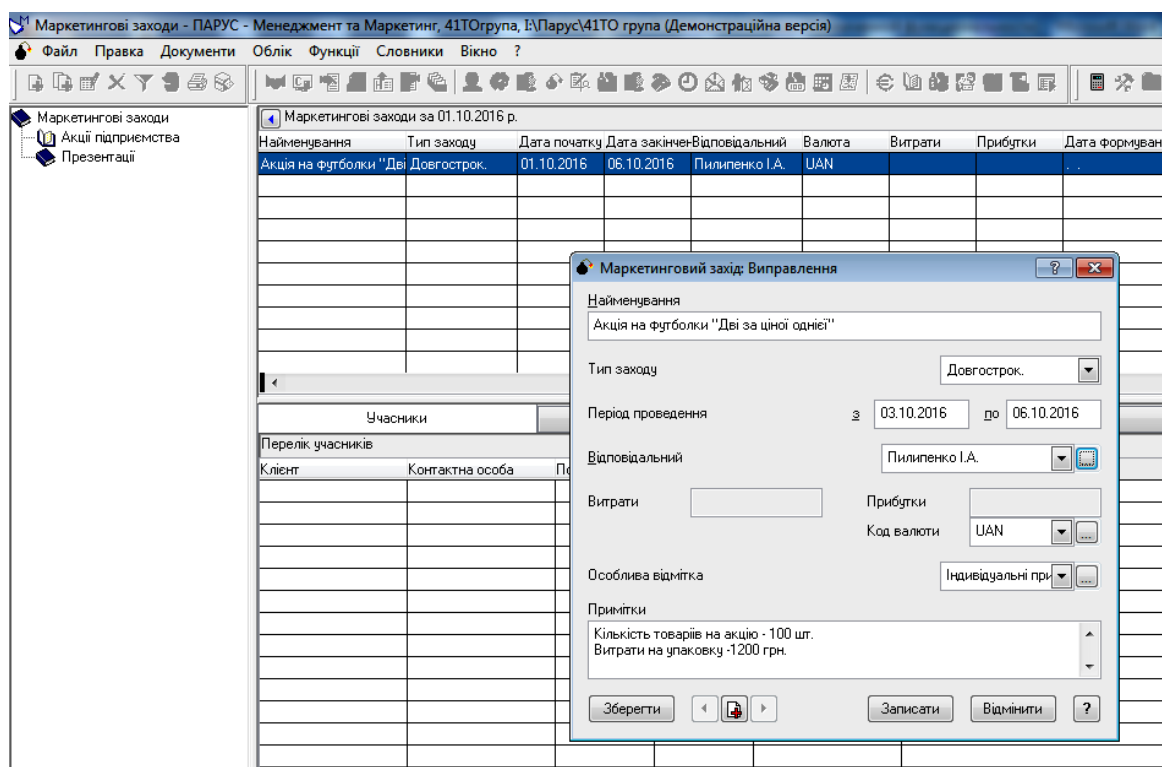 Маркетингові заходи - ПАРУС - Менеджмент та Маркетинг, 41ТОгрупа, I:\Парус\41ТО група (Демонстраційна версія)
Файл Правка Документи Облік Функції Словники Вікно ?
Маркетингові заходи
Акції підприємства
Презентації
Маркетингові заходи за 01.10.2016 р.
Найменування Тип заходу Дата початку Дата закінчен Відповідальний Валюта Витрати Прибутки Дата формуван
Акція на футболки "Дві Довгострок. 01.10.2016 06.10.2016 Пилипенко І.А. UAN . .
Учасники
Перелік учасників
Клієнт Контактна особа По
Маркетинговий захід: Виправлення
Найменування
Акція на футболки "Дві за ціної однієї"
Тип заходу Довгострок.
Період проведення з 03.10.2016 по 06.10.2016
Відповідальний Пилипенко І.А. ...
Витрати Прибутки
Код валюти UAN ...
Особлива відмітка Індивідуальні при ...
Примітки
Кількість товаріів на акцію - 100 шт.
Витрати на упаковку -1200 грн.
Зберегти Записати Відмінити ?